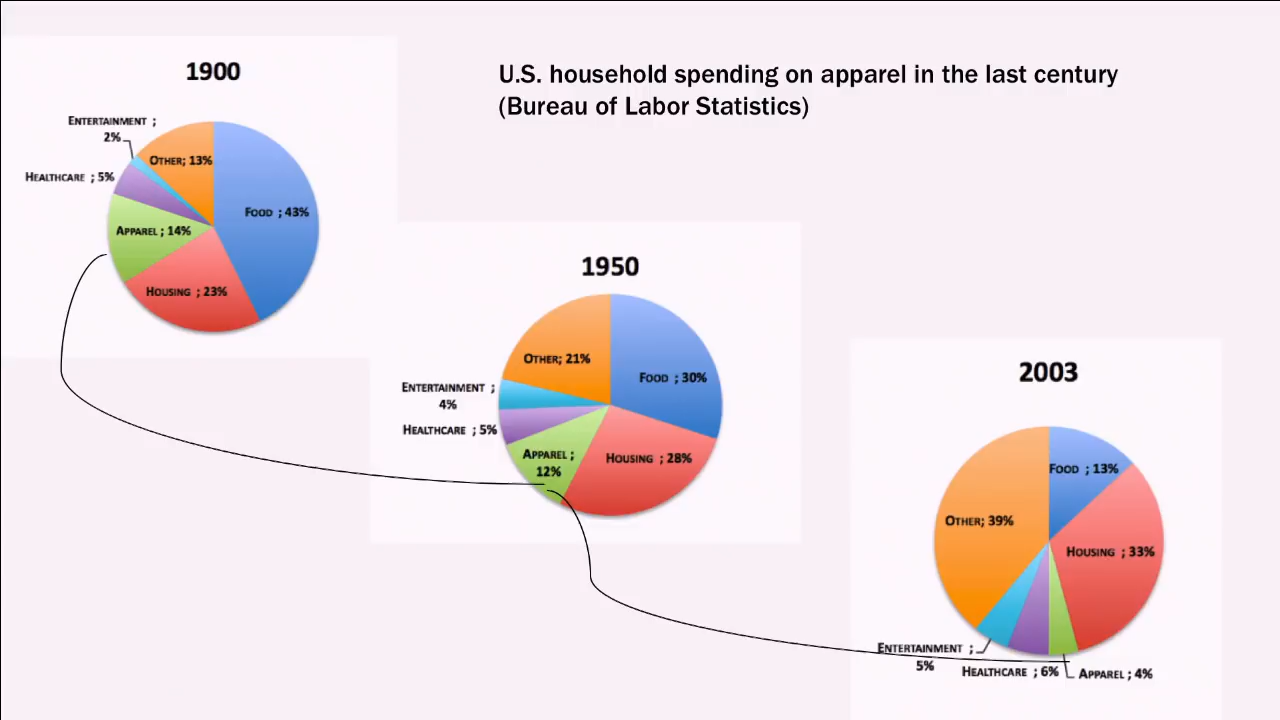 U.S. household spending on apparel in the last century
(Bureau of Labor Statistics)
1900
ENTERTAINMENT ;
2%
OTHER; 13%
HEALTHCARE ; 5%
FOOD ; 43%
APPAREL ; 14%
HOUSING ; 23%
1950
OTHER; 21%
FOOD ; 30%
ENTERTAINMENT ;
4%
HEALTHCARE ; 5%
APPAREL ;
12%
HOUSING ; 28%
2003
FOOD ; 13%
OTHER; 39%
HOUSING ; 33%
ENTERTAINMENT ;
5%
HEALTHCARE ; 6%
APPAREL ; 4%